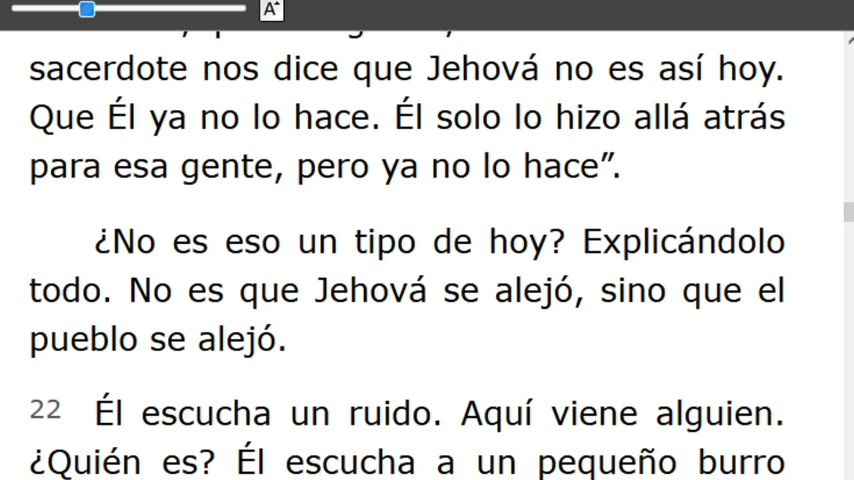 A
sacerdote nos dice que Jehová no es así hoy.
Que Él ya no lo hace. Él solo lo hizo allá atrás
para esa gente, pero ya no lo hace”.
¿No es eso un tipo de hoy? Explicándolo
todo. No es que Jehová se alejó, sino que el
pueblo se alejó.
22 Él escucha un ruido. Aquí viene alguien.
¿Quién es? Él escucha a un pequeño burro